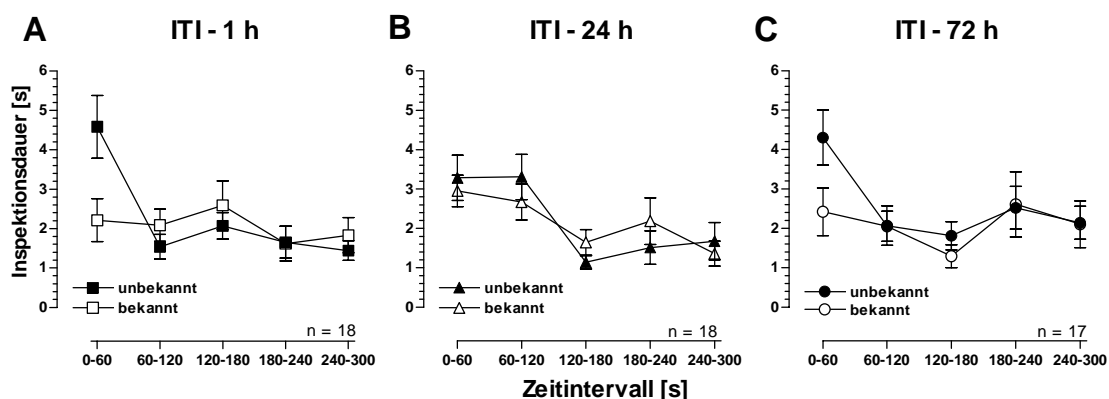 A
ITI - 1 h
B
ITI - 24 h
C
ITI - 72 h
Inspektionsdauer [s]
6
5
4
3
2
1
0
unbekannt
bekannt
n = 18
0-60 60-120 120-180 180-240 240-300
6
5
4
3
2
1
0
unbekannt
bekannt
n = 18
0-60 60-120 120-180 180-240 240-300
6
5
4
3
2
1
0
unbekannt
bekannt
n = 17
0-60 60-120 120-180 180-240 240-300
Zeitintervall [s]